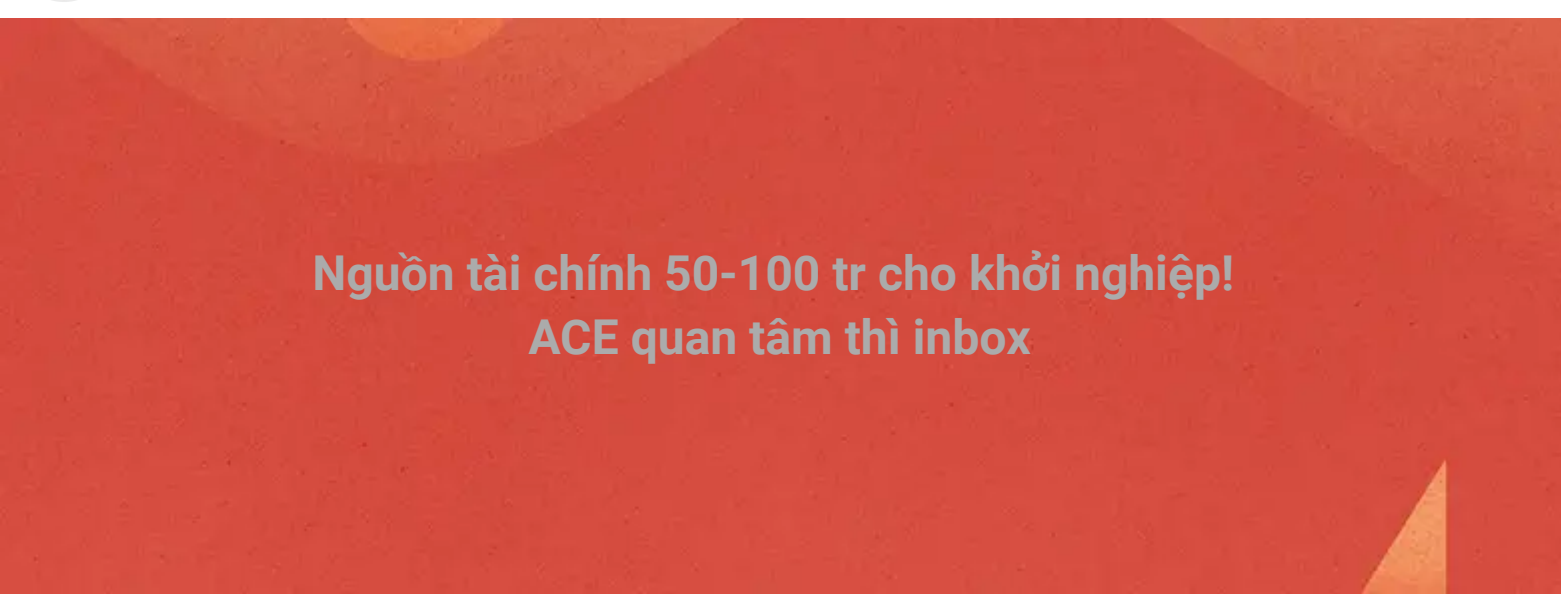 Nguồn tài chính 50-100 tr cho khởi nghiệp!
ACE quan tâm thì inbox